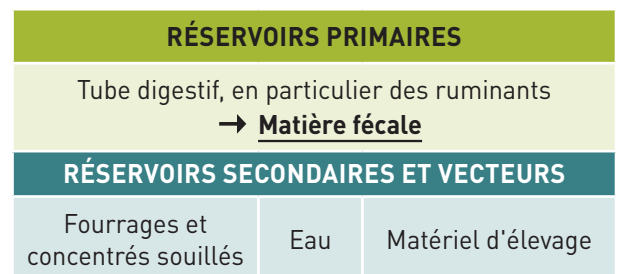 RÉSERVOIRS PRIMAIRES
Tube digestif, en particulier des ruminants
→ Matière fécale
RÉSERVOIRS SECONDAIRES ET VECTEURS
Fourrages et
concentrés souillés
Eau
Matériel d'élevage